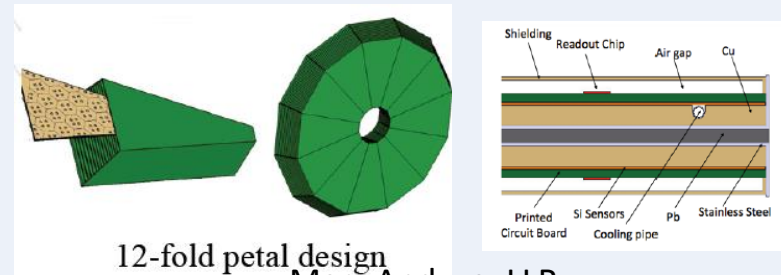 Shielding
Readout Chip
Air gap
Cu
Printed
Circuit Board
Si Sensors
Cooling pipe
Pb
Stainless Steel
12-fold petal design